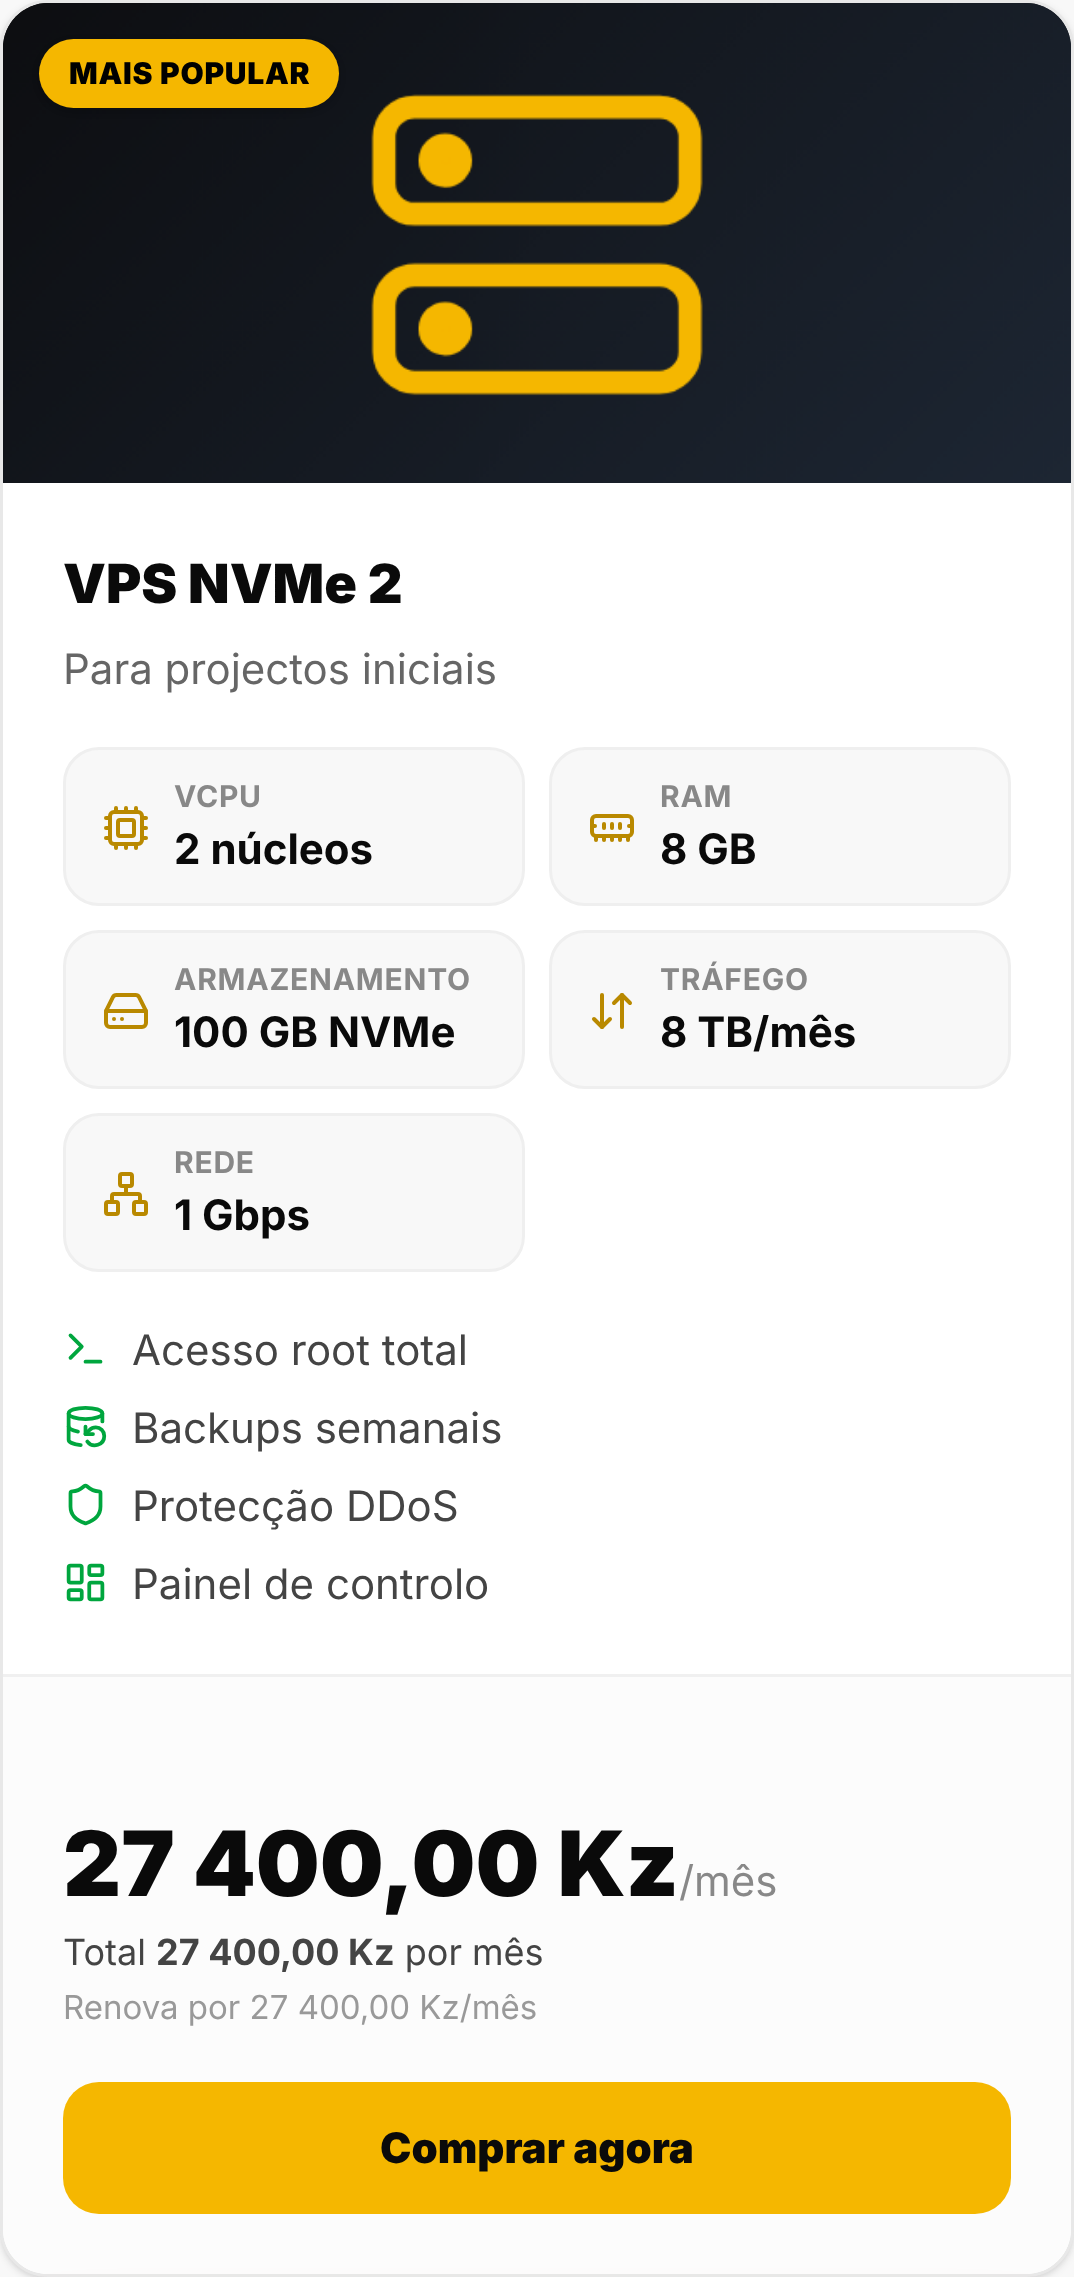 MAIS POPULAR
VPS NVMe 2
Para projectos iniciais
VCPU
2 núcleos
RAM
8 GB
ARMAZENAMENTO
100 GB NVMe
TRÁFEGO
8 TB/mês
REDE
1 Gbps
Acesso root total
Backups semanais
Protecção DDoS
Painel de controlo
27 400,00 Kz/mês
Total 27 400,00 Kz por mês
Renova por 27 400,00 Kz/mês
Comprar agora